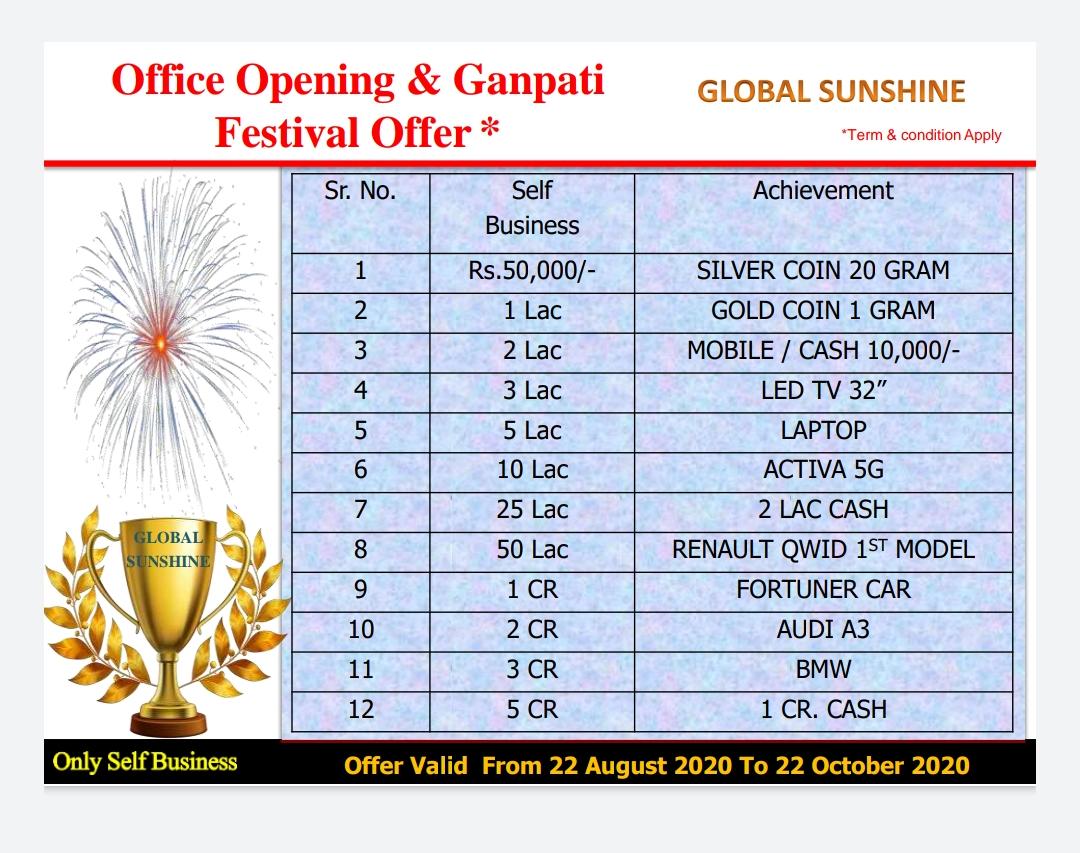 Office Opening & Ganpati
Festival Offer *
GLOBAL SUNSHINE
*Term & condition Apply
Sr. No. Self Achievement
Business
1 Rs.50,000/- SILVER COIN 20 GRAM
2 1 Lac GOLD COIN 1 GRAM
3 2 Lac MOBILE / CASH 10,000/-
4 3 Lac LED TV 32”
5 5 Lac LAPTOP
6 10 Lac ACTIVA 5G
7 25 Lac 2 LAC CASH
8 50 Lac RENAULT QWID 1ST MODEL
9 1 CR FORTUNER CAR
10 2 CR AUDI A3
11 3 CR BMW
12 5 CR 1 CR. CASH
GLOBAL
SUNSHINE
Only Self Business
Offer Valid From 22 August 2020 To 22 October 2020